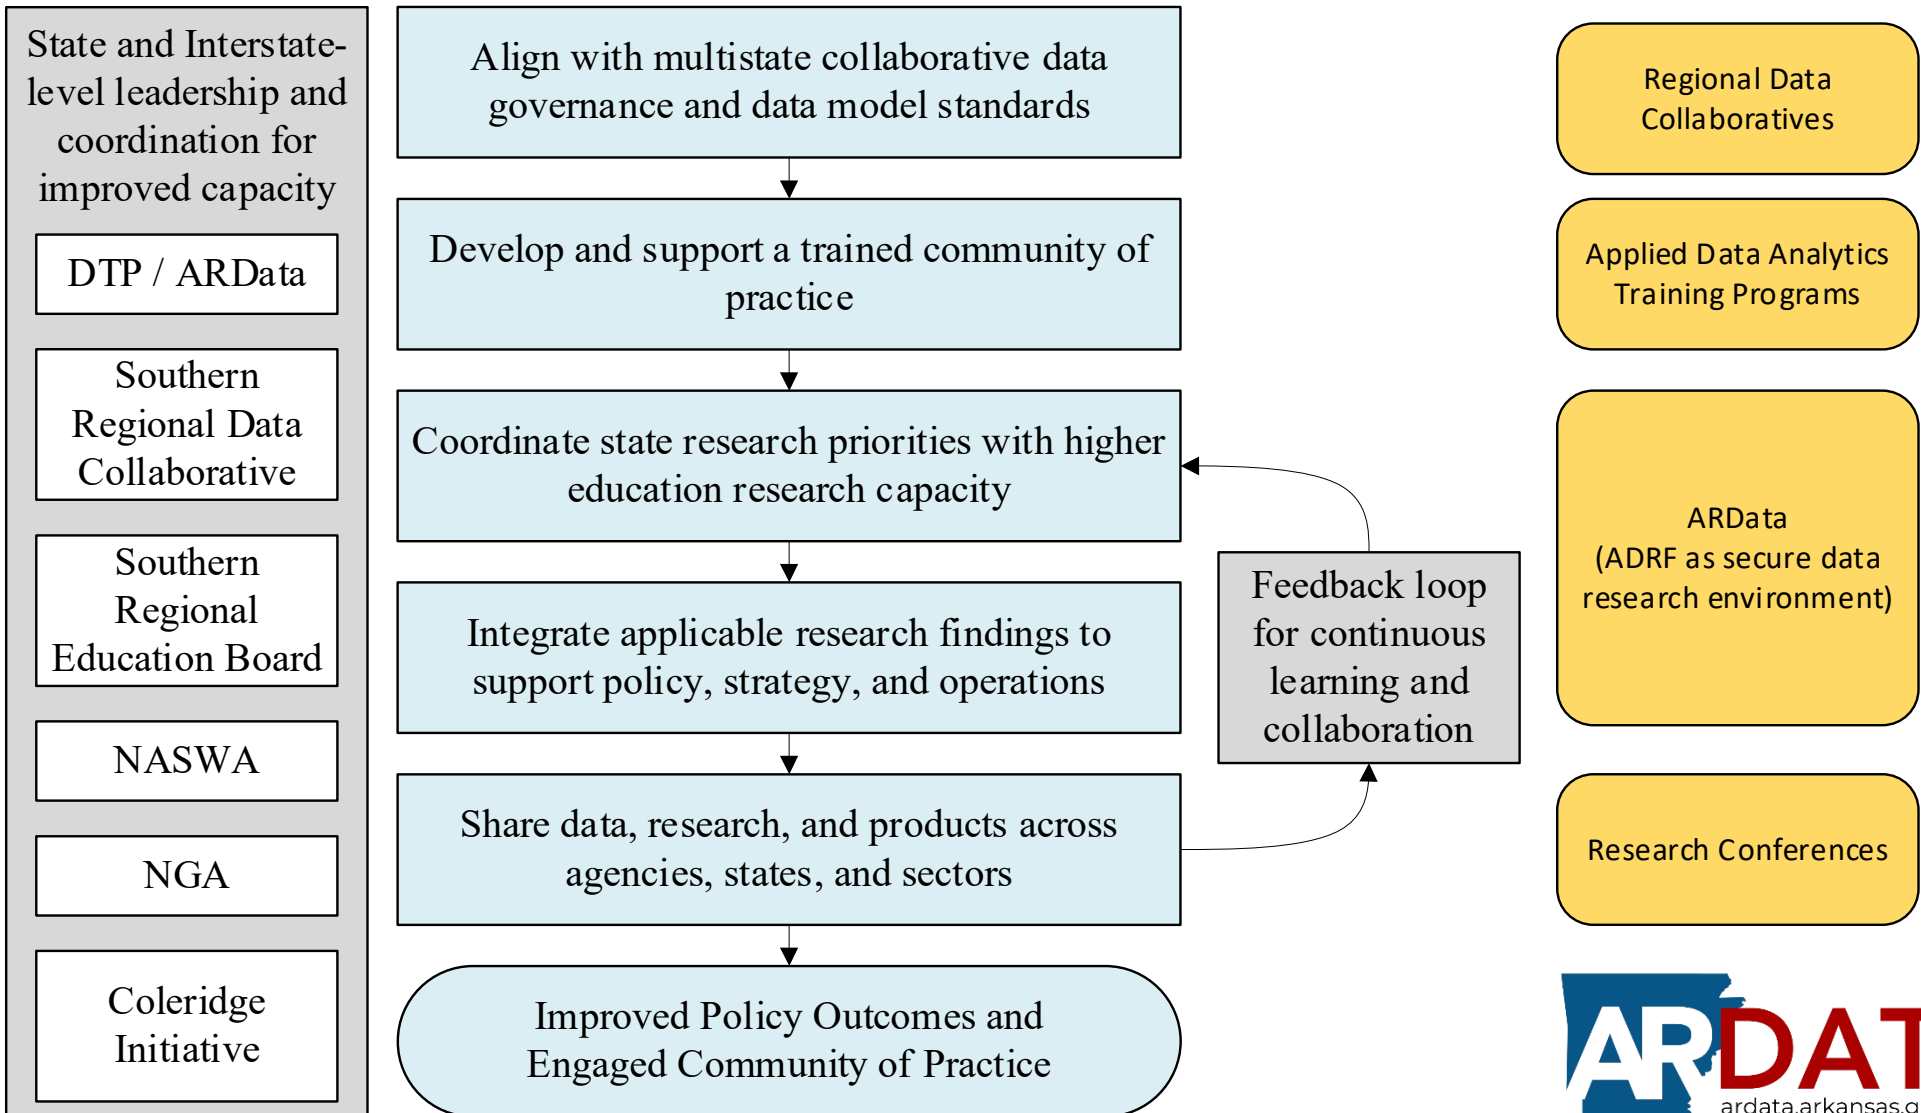 State and Interstate-
level leadership and
coordination for
improved capacity
DTP / ARData
Southern
Regional Data
Collaborative
Southern
Regional
Education Board
NASWA
NGA
Coleridge
Initiative
Align with multistate collaborative data
governance and data model standards
Develop and support a trained community of
practice
Coordinate state research priorities with higher
education research capacity
Integrate applicable research findings to
support policy, strategy, and operations
Share data, research, and products across
agencies, states, and sectors
Improved Policy Outcomes and
Engaged Community of Practice
Feedback loop
for continuous
learning and
collaboration
Regional Data
Collaboratives
Applied Data Analytics
Training Programs
ARData
(ADRF as secure data
research environment)
Research Conferences
ARDAT
ardata.arkansas.g